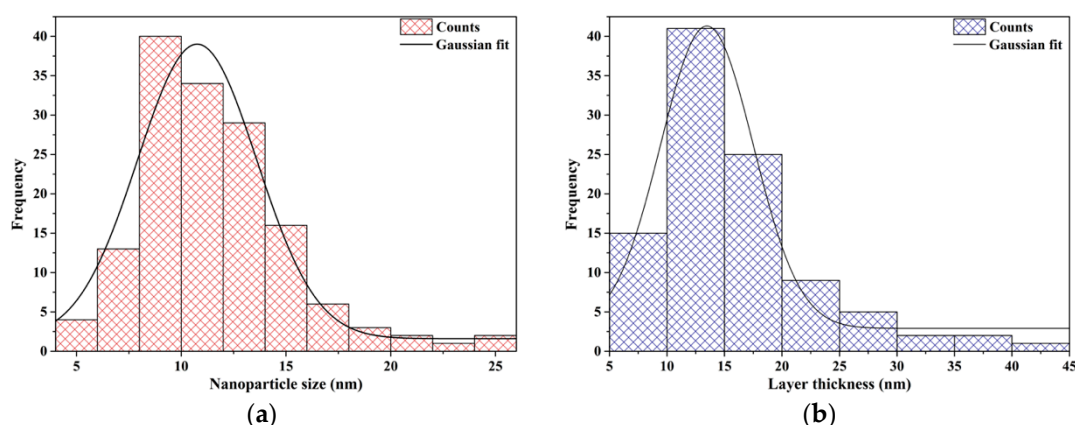 Counts
Gaussian fit
40
35
30
25
20
15
10
5
0
Frequency
5 10 15 20 25
Nanoparticle size (nm)
(a)
Counts
Gaussian fit
40
35
30
25
20
15
10
5
0
Frequency
5 10 15 20 25 30 35 40 45
Layer thickness (nm)
(b)